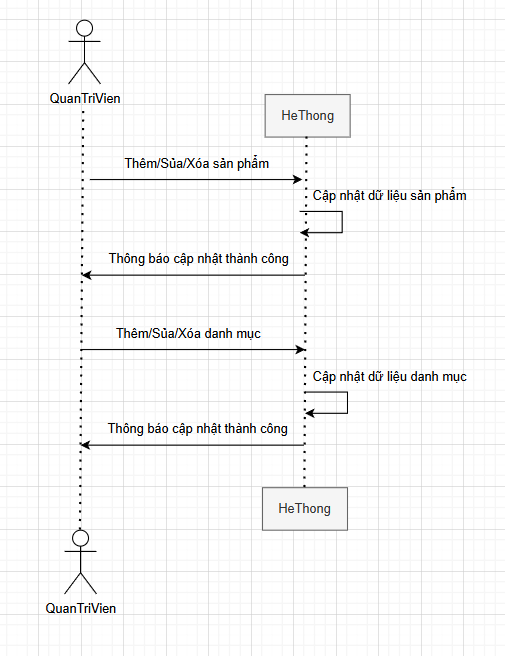 QuanTriVien
HeThong
Thêm/Sủa/Xóa sản phẩm
Cập nhật dữ liệu sản phẩm
Thông báo cập nhật thành công
Thêm/Sủa/Xóa danh mục
Cập nhật dữ liệu danh mục
Thông báo cập nhật thành công
HeThong
QuanTriVien